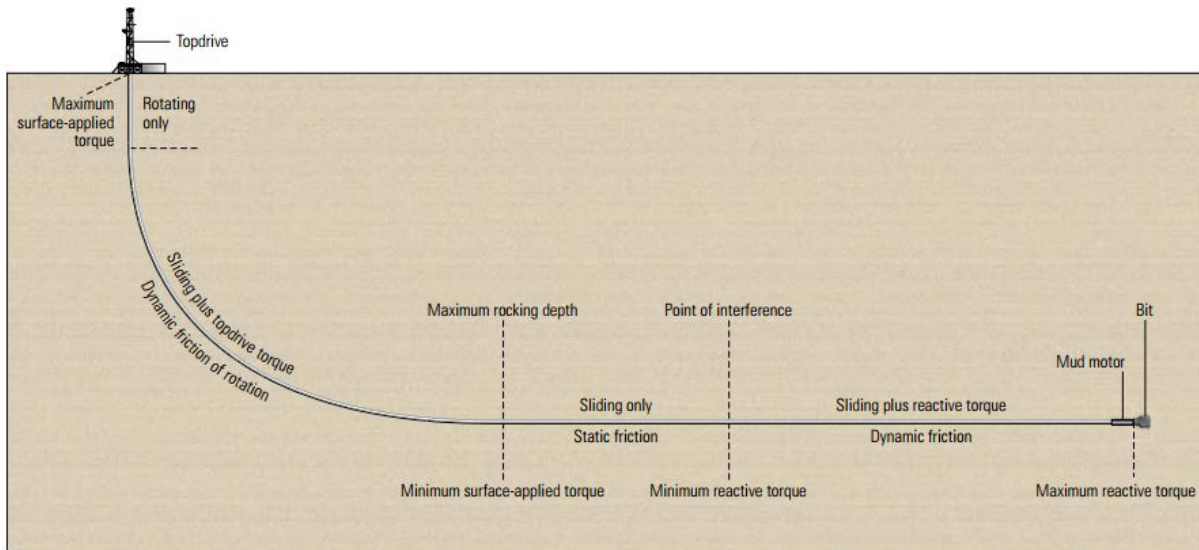 Topdrive
Maximum
surface-applied
torque
Rotating
only
Sliding plus topdrive torque
Dynamic friction of rotation
Maximum rocking depth
Point of interference
Bit
Mud motor
Sliding only
Sliding plus reactive torque
Static friction
Dynamic friction
Minimum surface-applied torque
Minimum reactive torque
Maximum reactive torque